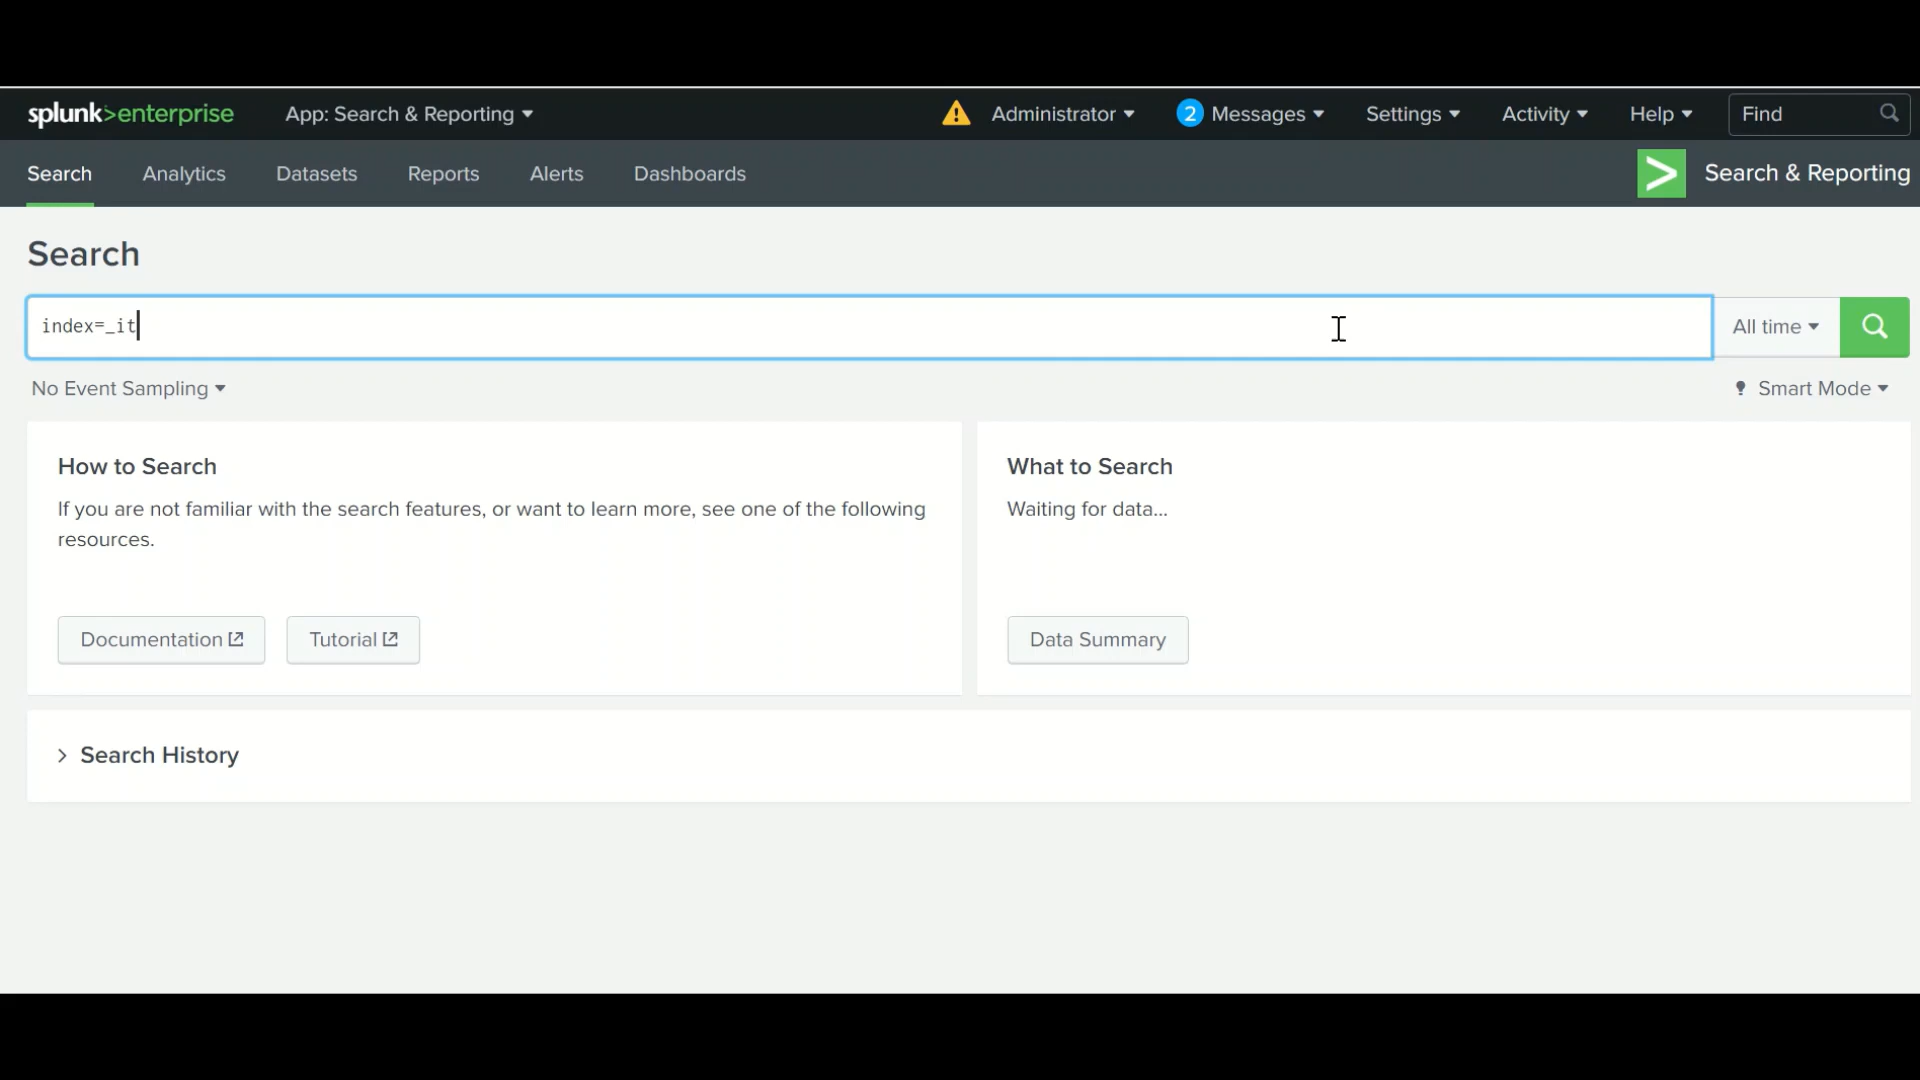 splunk>enterprise App: Search & Reporting Administrator 2 Messages Settings Activity Help Find
Search Analytics Datasets Reports Alerts Dashboards > Search & Reporting
Search
index=_it All time
No Event Sampling Smart Mode
How to Search
If you are not familiar with the search features, or want to learn more, see one of the following
resources.
Documentation Tutorial
What to Search
Waiting for data...
Data Summary
> Search History